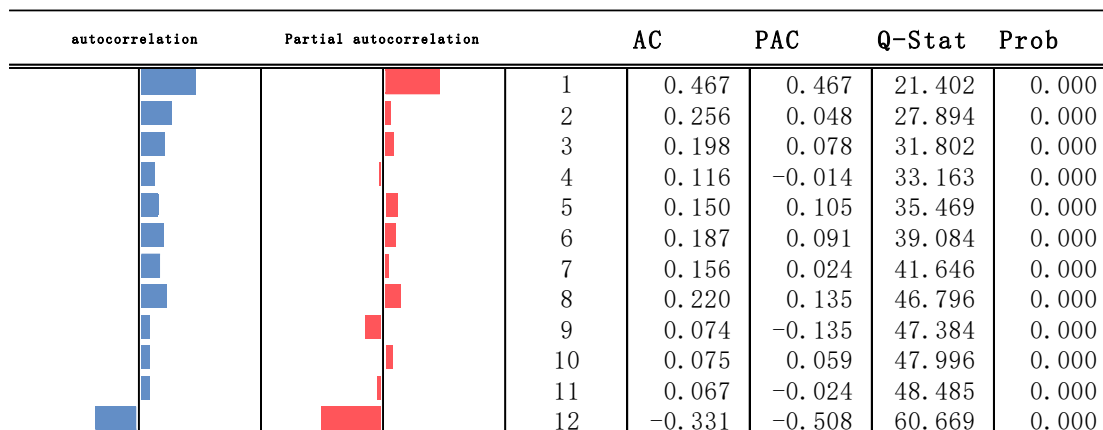 autocorrelation Partial autocorrelation AC PAC Q-Stat Prob
1 0.467 0.467 21.402 0.000
2 0.256 0.048 27.894 0.000
3 0.198 0.078 31.802 0.000
4 0.116 -0.014 33.163 0.000
5 0.150 0.105 35.469 0.000
6 0.187 0.091 39.084 0.000
7 0.156 0.024 41.646 0.000
8 0.220 0.135 46.796 0.000
9 0.074 -0.135 47.384 0.000
10 0.075 0.059 47.996 0.000
11 0.067 -0.024 48.485 0.000
12 -0.331 -0.508 60.669 0.000